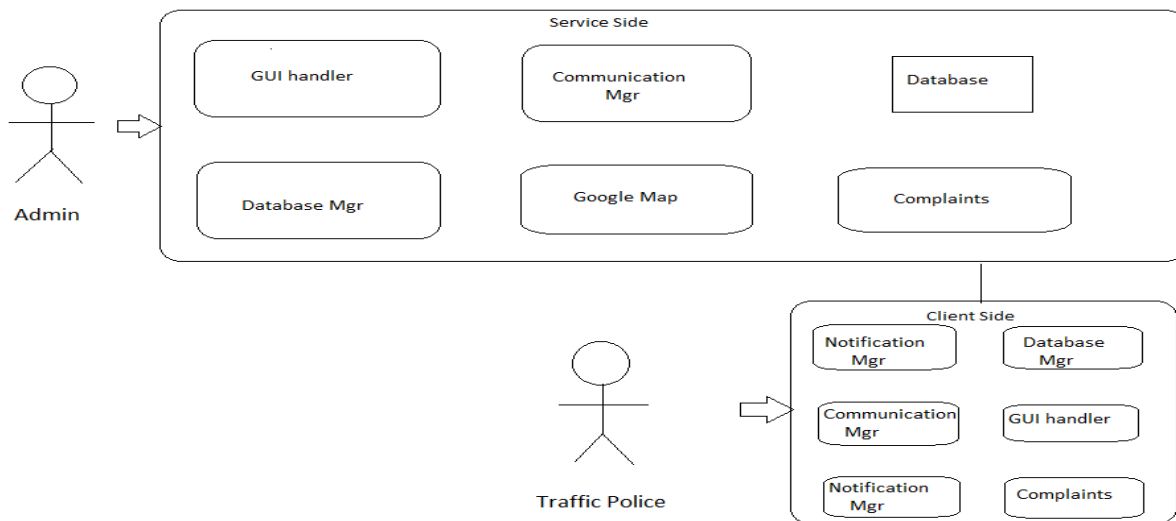 Service Side
GUI handler
Communication
Mgr
Database
Database Mgr
Google Map
Complaints
Admin
Client Side
Notification
Mgr
Database
Mgr
Communication
Mgr
GUI handler
Notification
Mgr
Complaints
Traffic Police